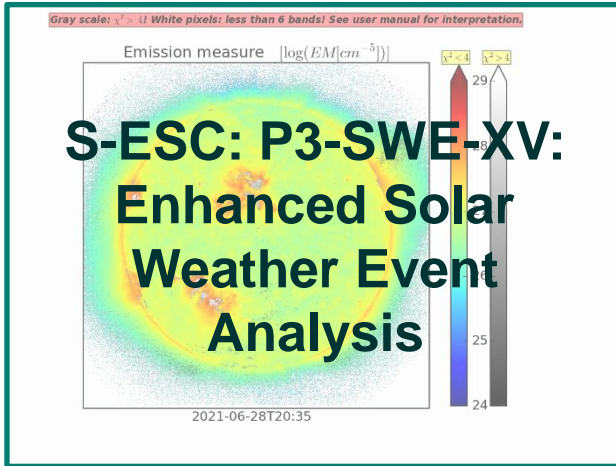 Gray scale: χ² > 4! White pixels: less than 6 bands! See user manual for interpretation.
Emission measure [log(EM[cm⁻⁵)]
χ² < 4
χ² > 4
29
S-ESC: P3-SWE-XV:
Enhanced Solar
Weather Event
Analysis
25
24
2021-06-28T20:35